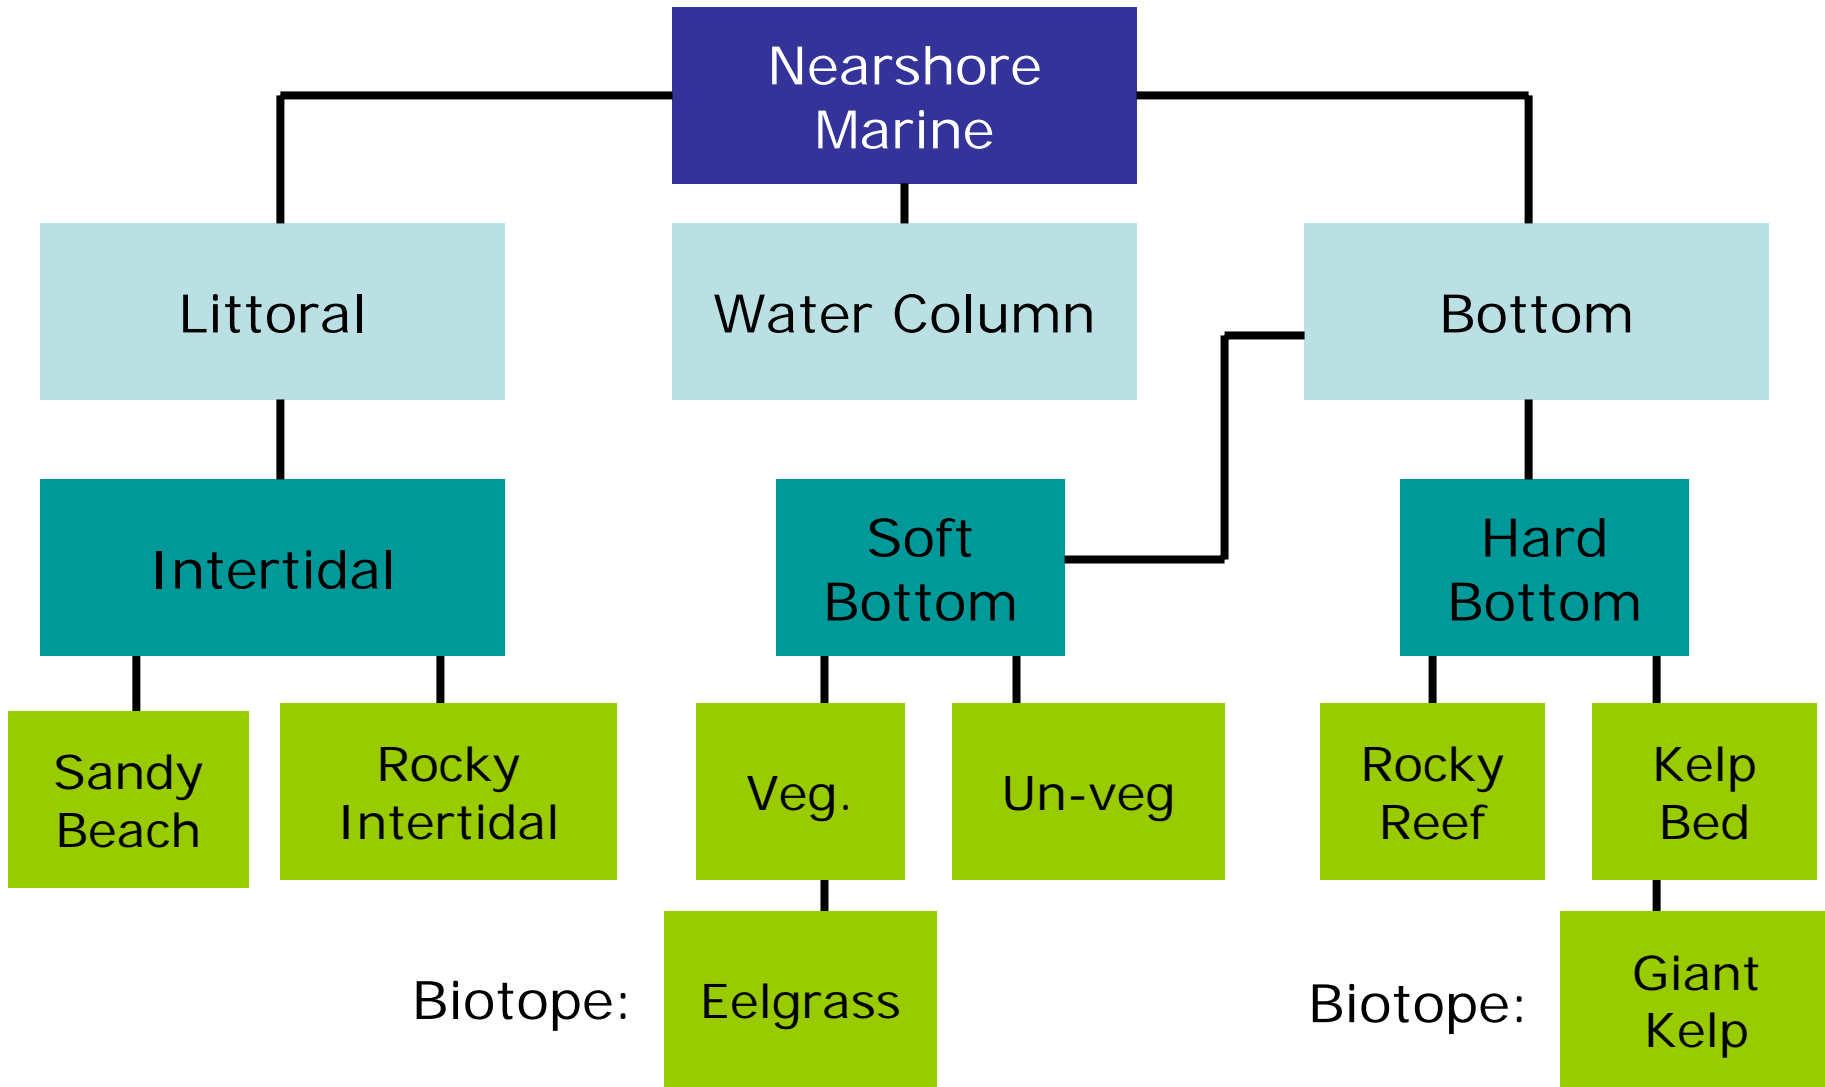 Nearshore
Marine
Littoral
Water Column
Bottom
Intertidal
Soft
Bottom
Hard
Bottom
Sandy
Beach
Rocky
Intertidal
Veg.
Un-veg
Rocky
Reef
Kelp
Bed
Biotope:
Eelgrass
Biotope:
Giant
Kelp